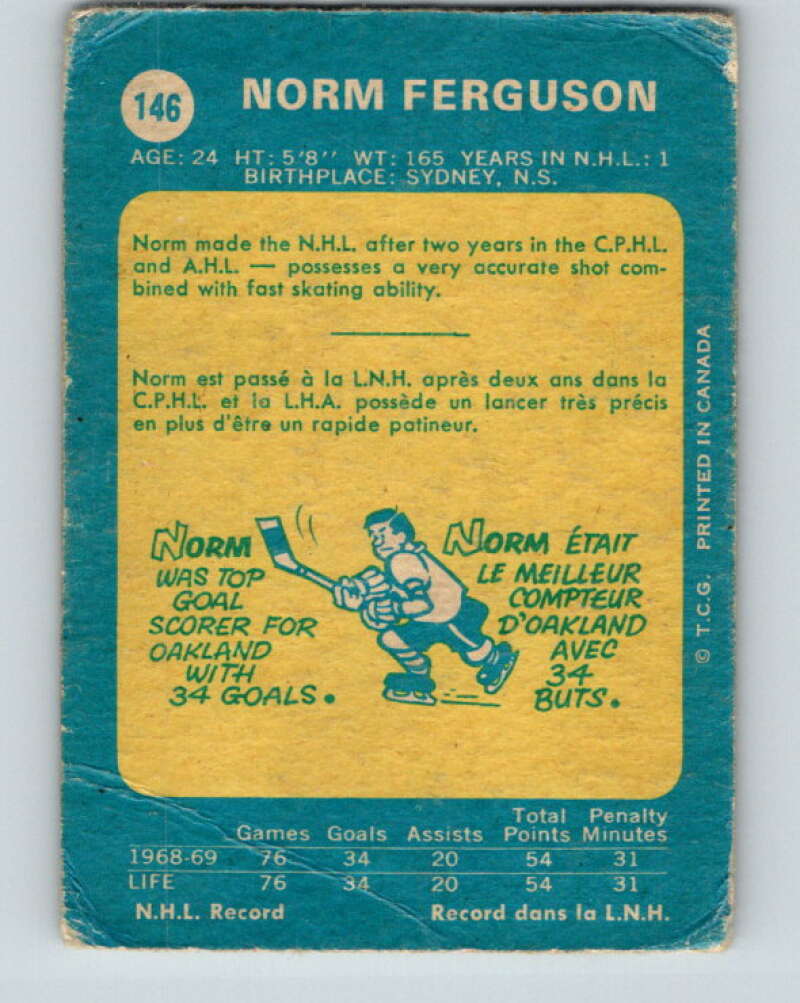 146
NORM FERGUSON
AGE: 24 HT: 5'8'' WT: 165 YEARS IN N.H.L.: 1
BIRTHPLACE: SYDNEY, N.S.
Norm made the N.H.L. after two years in the C.P.H.L.
and A.H.L. — possesses a very accurate shot com-
bined with fast skating ability.
Norm est passé à la L.N.H. après deux ans dans la
C.P.H.L. et la L.H.A. possède un lancer très précis
en plus d'être un rapide patineur.
NORM
WAS TOP
GOAL
SCORER FOR
OAKLAND
WITH
34 GOALS.
NORM ÉTAIT
LE MEILLEUR
COMPTEUR
D'OAKLAND
AVEC
34
BUTS.
© T.C.G. PRINTED IN CANADA
Games Goals Assists Total Points Penalty Minutes
1968-69 76 34 20 54 31
LIFE 76 34 20 54 31
N.H.L. Record Record dans la L.N.H.